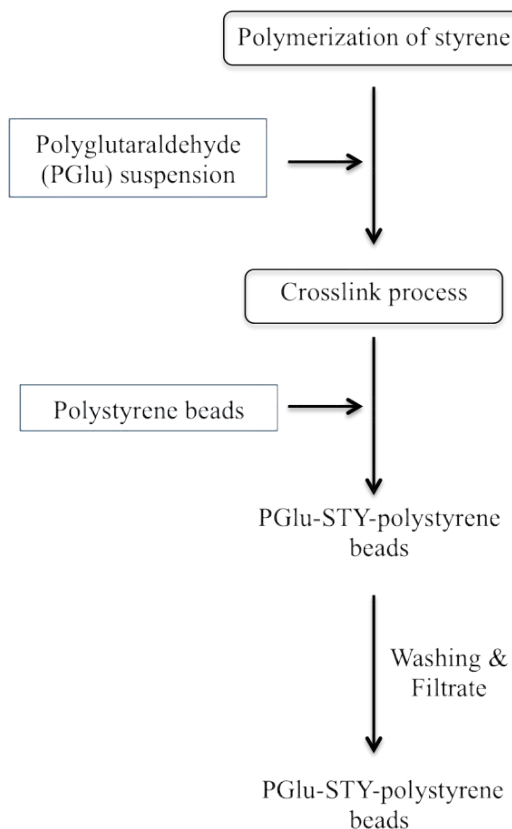 Polymerization of styrene
Polyglutaraldehyde
(PGlu) suspension
Crosslink process
Polystyrene beads
PGlu-STY-polystyrene
beads
Washing &
Filtrate
PGlu-STY-polystyrene
beads